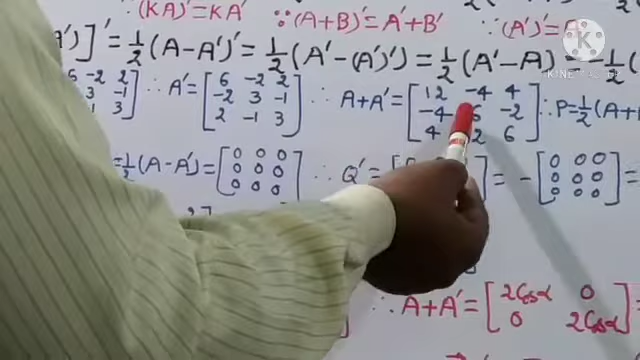 (KA)'=KA' ∵(A+B)'=A'+B' ∵(A')'=A
A')]'=½(A-A')'=½(A'-(A')')=½(A'-A)=-½(
6 -2 2
3 -1
1 3
∴A'=[6 -2 2
-2 3 -1
2 -1 3]
∴ A+A'=[12 -4 4
-4 6 -2
4 2 6]
∴P=½(A+
=½(A-A')=[0 0 0
0 0 0
0 0 0]
∴ Q'=
=-[0 0 0
0 0 0
0 0 0]=
∴ A+A'=[2Cosα 0
0 2Cosα]
KINEMASTER